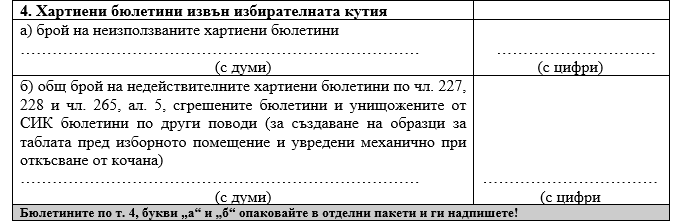 4. Хартиени бюлетини извън избирателната кутия
а) брой на неизползваните хартиени бюлетини
…………………………………………………………… ……………………
(с думи) (с цифри)
б) общ брой на недействителните хартиени бюлетини по чл. 227,
228 и чл. 265, ал. 5, сгрешените бюлетини и унищожените от
СИК бюлетини по други поводи (за създаване на образци за
таблата пред изборното помещение и увредени механично при
откъсване от кочана)
…………………………………………………………… ………………………
(с думи) (с цифри
Бюлетините по т. 4, букви „а“ и „б“ опаковайте в отделни пакети и ги надпишете!